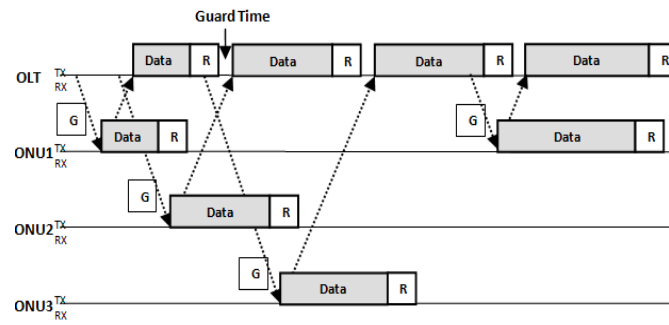 Guard Time
Data R Data R Data R Data R
OLT TX
RX
G G
Data R Data R
ONU1 TX
RX
G
Data R
ONU2 TX
RX
G
Data R
ONU3 TX
RX